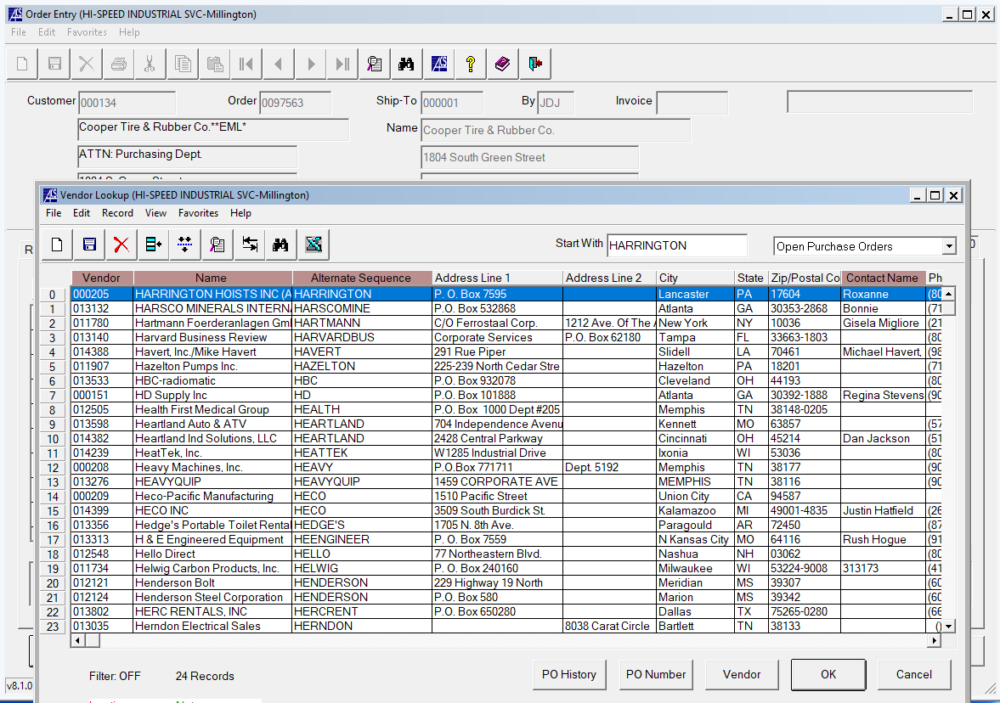 Order Entry (HI-SPEED INDUSTRIAL SVC-Millington)
File Edit Favorites Help
Customer 000134 Order 0097563 Ship-To 000001 By JDJ Invoice
Cooper Tire & Rubber Co.**EML* Name Cooper Tire & Rubber Co.
ATTN: Purchasing Dept. 1804 South Green Street
Vendor Lookup (HI-SPEED INDUSTRIAL SVC-Millington)
File Edit Record View Favorites Help
Start With HARRINGTON Open Purchase Orders
Vendor Name Alternate Sequence Address Line 1 Address Line 2 City State Zip/Postal Co Contact Name Ph
0 000205 HARRINGTON HOISTS INC (A HARRINGTON P. O. Box 7595 Lancaster PA 17604 Roxanne (80
1 013132 HARSCO MINERALS INTERN HARSCOMINE P.O. Box 532868 Atlanta GA 30353-2868 Bonnie (71
2 011780 Hartmann Foerderanlagen Gm HARTMANN C/O Ferrostaal Corp. 1212 Ave. Of The A New York NY 10036 Gisela Migliore (21
3 013140 Harvard Business Review HARVARDBUS Corporate Services P.O. Box 62180 Tampa FL 33663-1803 (80
4 014388 Havert, Inc./Mike Havert HAVERT 291 Rue Piper Slidell LA 70461 Michael Havert, (98
5 011907 Hazelton Pumps Inc. HAZELTON 225-239 North Cedar Stre Hazelton PA 18201 (71
6 013533 HBC-radiomatic HBC P.O. Box 932078 Cleveland OH 44193 (80
7 000151 HD Supply Inc HD P.O. Box 101888 Atlanta GA 30392-1888 Regina Stevens (90
8 012505 Health First Medical Group HEALTH P.O. Box 1000 Dept #205 Memphis TN 38148-0205
9 013598 Heartland Auto & ATV HEARTLAND 704 Independence Avenu Kennett MO 63857 (57
10 014382 Heartland Ind Solutions, LLC HEARTLAND 2428 Central Parkway Cincinnati OH 45214 Dan Jackson (51
11 014239 HeatTek, Inc. HEATTEK W1285 Industrial Drive Ixonia WI 53036 (80
12 000208 Heavy Machines, Inc. HEAVY P.O.Box 771711 Dept. 5192 Memphis TN 38177 (90
13 013276 HEAVYQUIP HEAVYQUIP 1459 CORPORATE AVE MEMPHIS TN 38116 (90
14 000209 Heco-Pacific Manufacturing HECO 1510 Pacific Street Union City CA 94587
15 014399 HECO INC HECO 3509 South Burdick St. Kalamazoo MI 49001-4835 Justin Hatfield (26
16 013356 Hedge's Portable Toilet Renta HEDGE'S 1705 N. 8th Ave. Paragould AR 72450 (87
17 013313 H & E Engineered Equipment HEENGINEER P. O. Box 7559 N Kansas City MO 64116 Rush Hogue (91
18 012548 Hello Direct HELLO 77 Northeastern Blvd. Nashua NH 03062 (80
19 011734 Helwig Carbon Products, Inc. HELWIG P. O. Box 240160 Milwaukee WI 53224-9008 313173 (41
20 012121 Henderson Bolt HENDERSON 229 Highway 19 North Meridian MS 39307 (60
21 012124 Henderson Steel Corporation HENDERSON P.O. Box 580 Marion MS 39342 (60
22 013802 HERC RENTALS, INC HERCRENT P.O. Box 650280 Dallas TX 75265-0280 (66
23 013035 Herndon Electrical Sales HERNDON 8038 Carat Circle Bartlett TN 38133 ()
Filter: OFF 24 Records PO History PO Number Vendor OK Cancel
v8.1.0